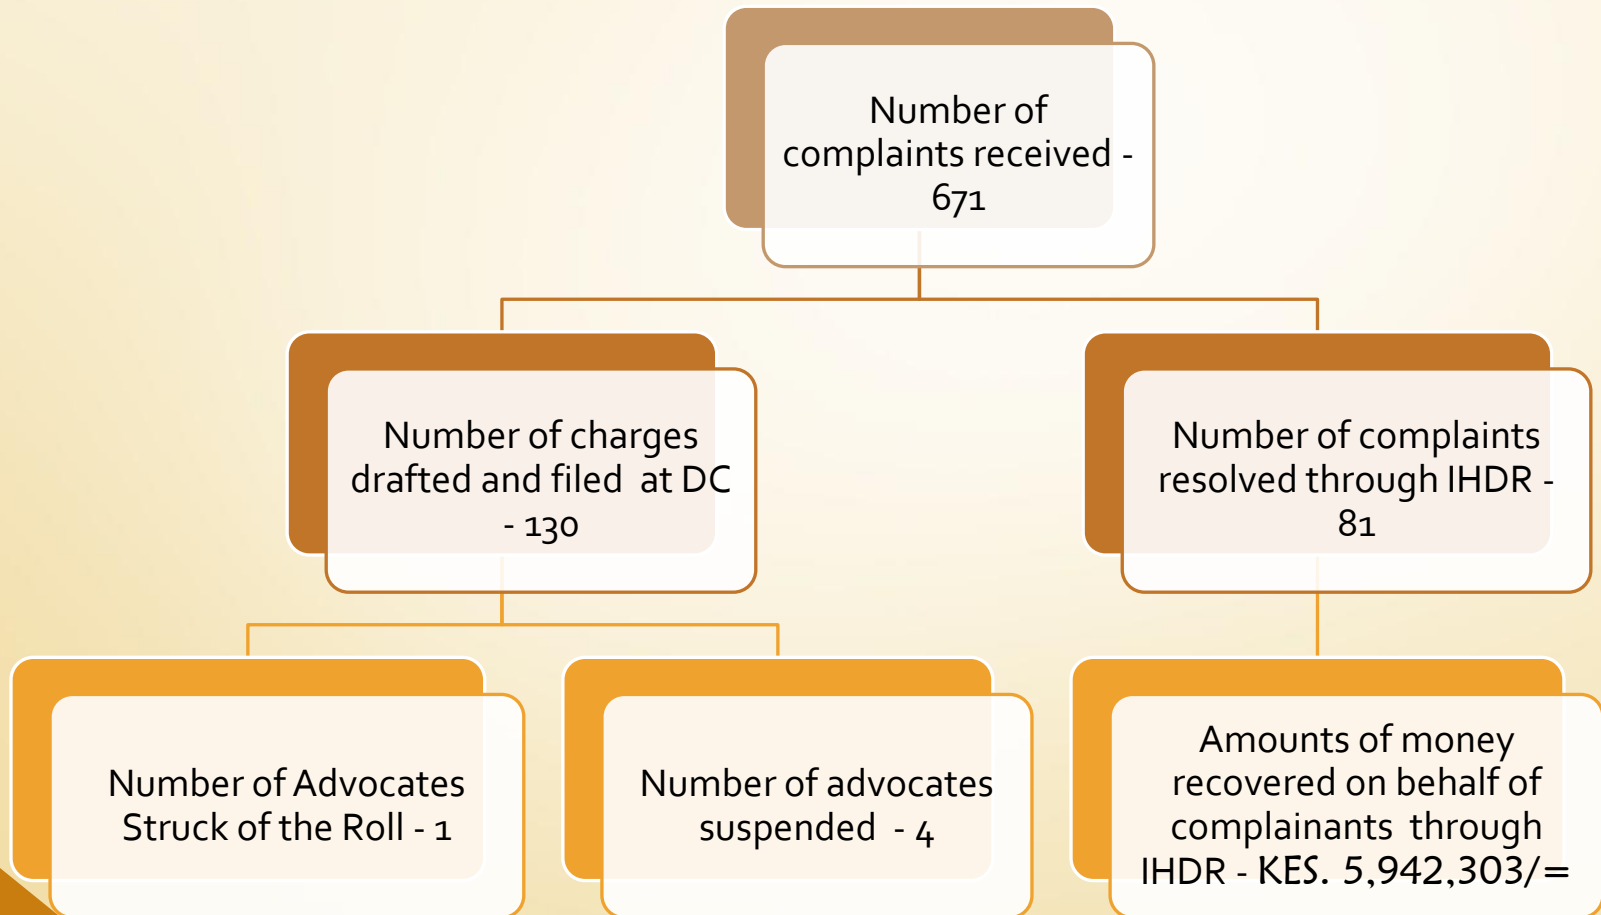 Number of
complaints received -
671
Number of charges
drafted and filed at DC
- 130
Number of complaints
resolved through IHDR -
81
Number of Advocates
Struck of the Roll - 1
Number of advocates
suspended - 4
Amounts of money
recovered on behalf of
complainants through
IHDR - KES. 5,942,303/=